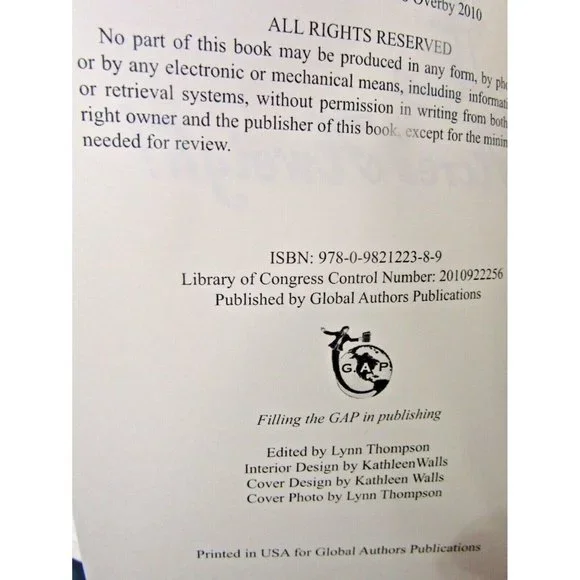 Overby 2010
ALL RIGHTS RESERVED
No part of this book may be produced in any form, by
or by any electronic or mechanical means, including
or retrieval systems, without permission in writing from both
right owner and the publisher of this book, except for the
needed for review.
ISBN: 978-0-9821223-8-9
Library of Congress Control Number: 2010922256
Published by Global Authors Publications
G.A.P
Filling the GAP in publishing
Edited by Lynn Thompson
Interior Design by KathleenWalls
Cover Design by Kathleen Walls
Cover Photo by Lynn Thompson
Printed in USA for Global Authors Publications